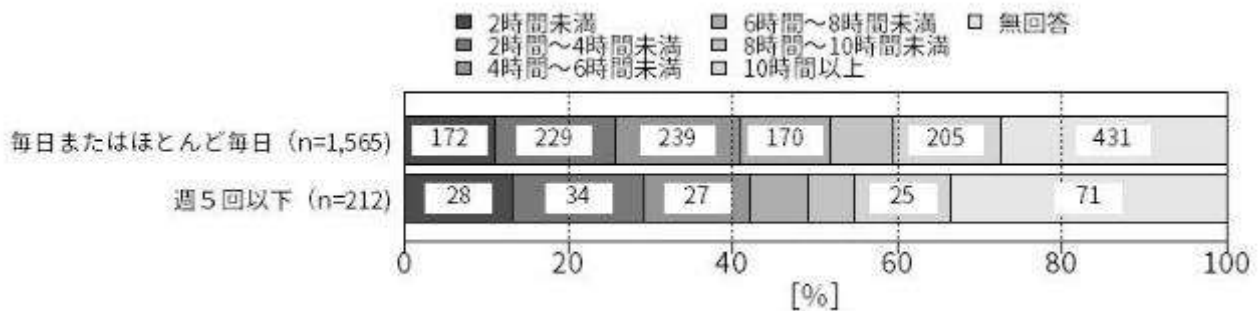 ■ 2時間未満 □ 6時間～8時間未満 □ 無回答
■ 2時間～4時間未満 □ 8時間～10時間未満
■ 4時間～6時間未満 □ 10時間以上
毎日またはほとんど毎日（n=1,565) 172 229 239 170 205 431
週５回以下（n=212) 28 34 27 25 71
0 20 40 60 80 100
[%]